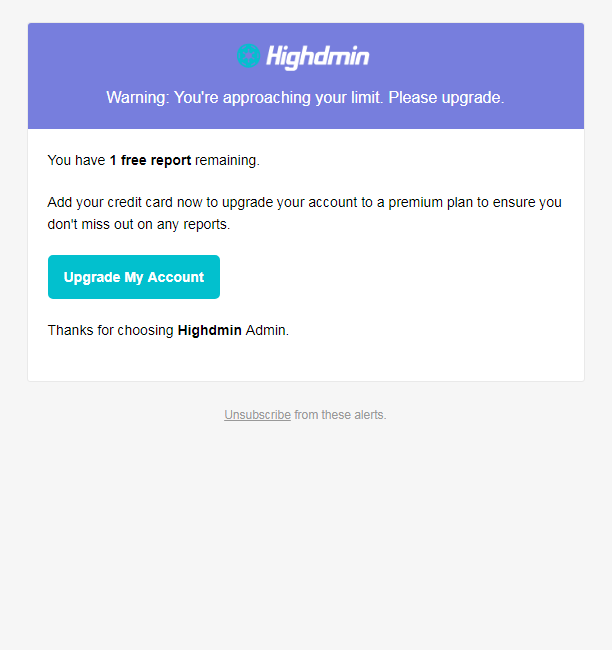 Highdmin
Warning: You're approaching your limit. Please upgrade.
You have 1 free report remaining.
Add your credit card now to upgrade your account to a premium plan to ensure you
don't miss out on any reports.
Upgrade My Account
Thanks for choosing Highdmin Admin.
Unsubscribe from these alerts.